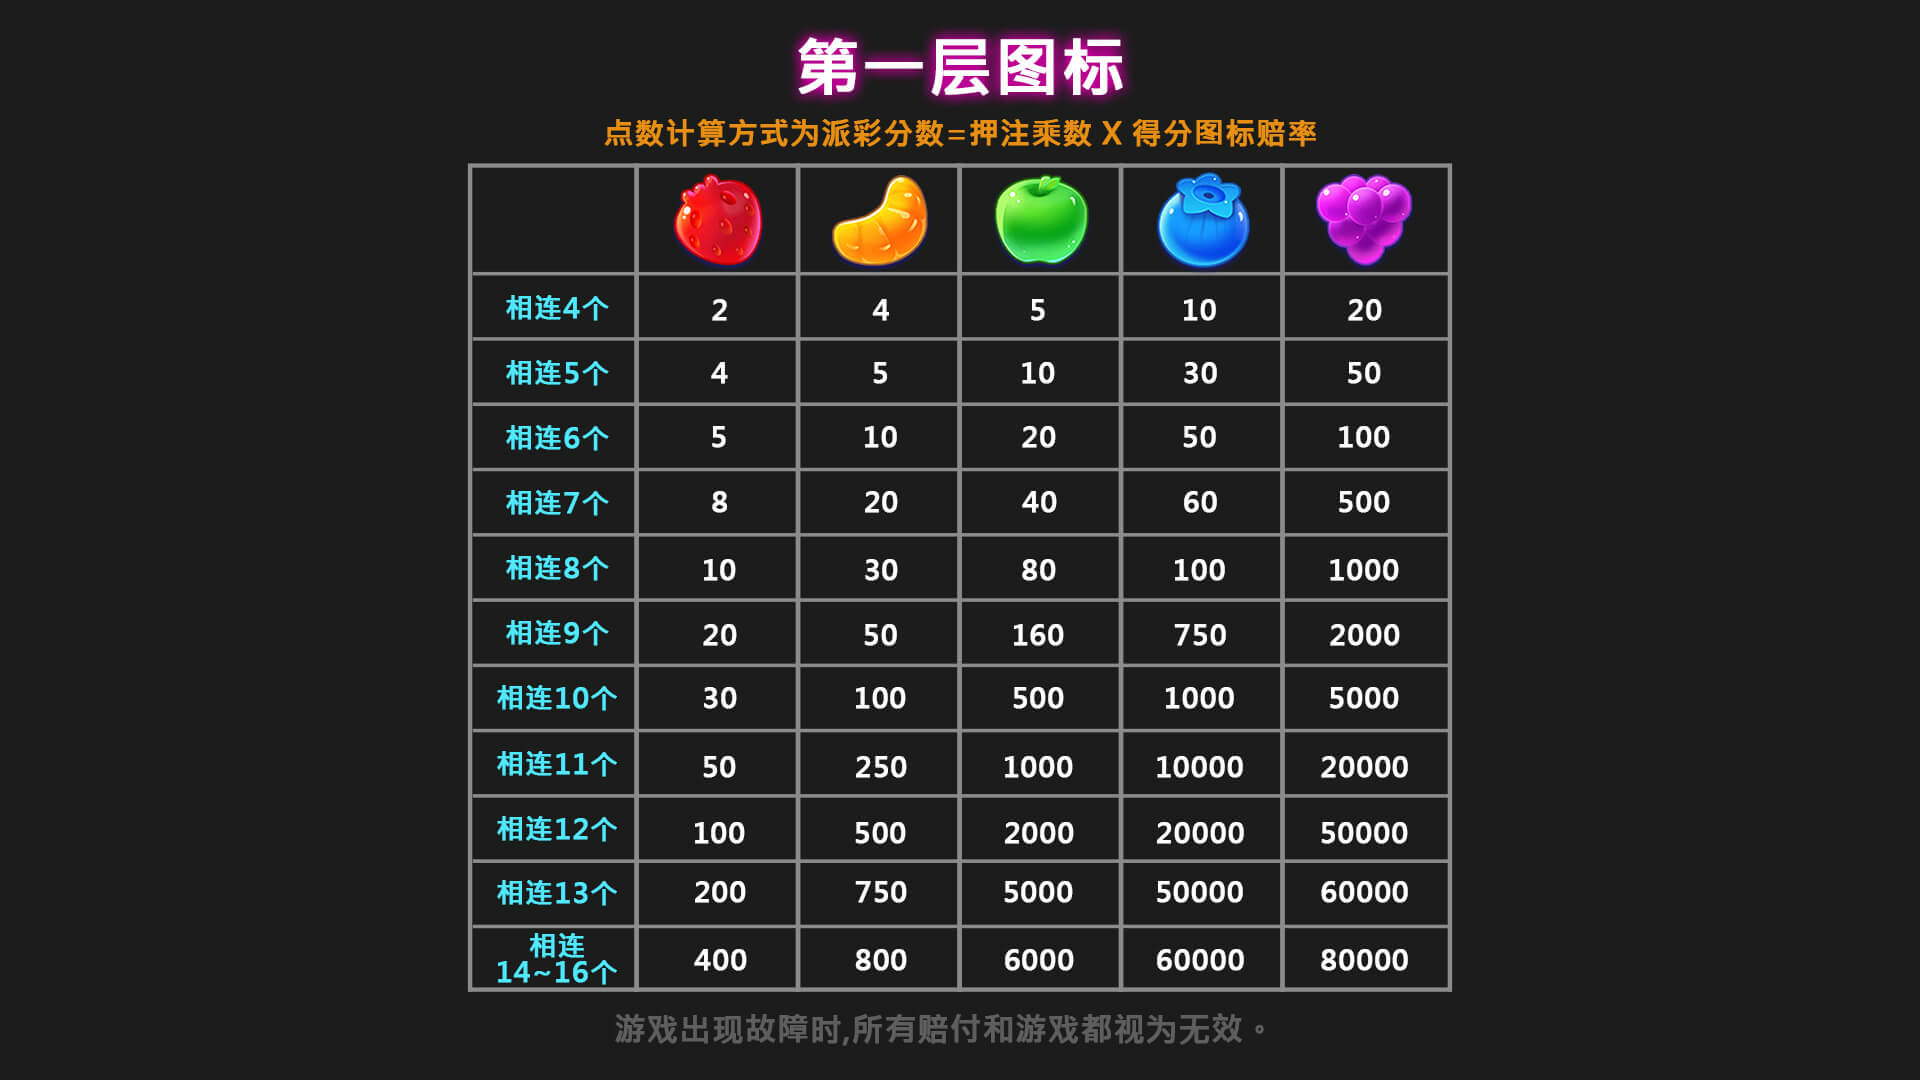 第一层图标
点数计算方式为派彩分数=押注乘数 X 得分图标赔率
相连4个 2 4 5 10 20
相连5个 4 5 10 30 50
相连6个 5 10 20 50 100
相连7个 8 20 40 60 500
相连8个 10 30 80 100 1000
相连9个 20 50 160 750 2000
相连10个 30 100 500 1000 5000
相连11个 50 250 1000 10000 20000
相连12个 100 500 2000 20000 50000
相连13个 200 750 5000 50000 60000
相连
14~16个 400 800 6000 60000 80000
游戏出现故障时,所有赔付和游戏都视为无效。